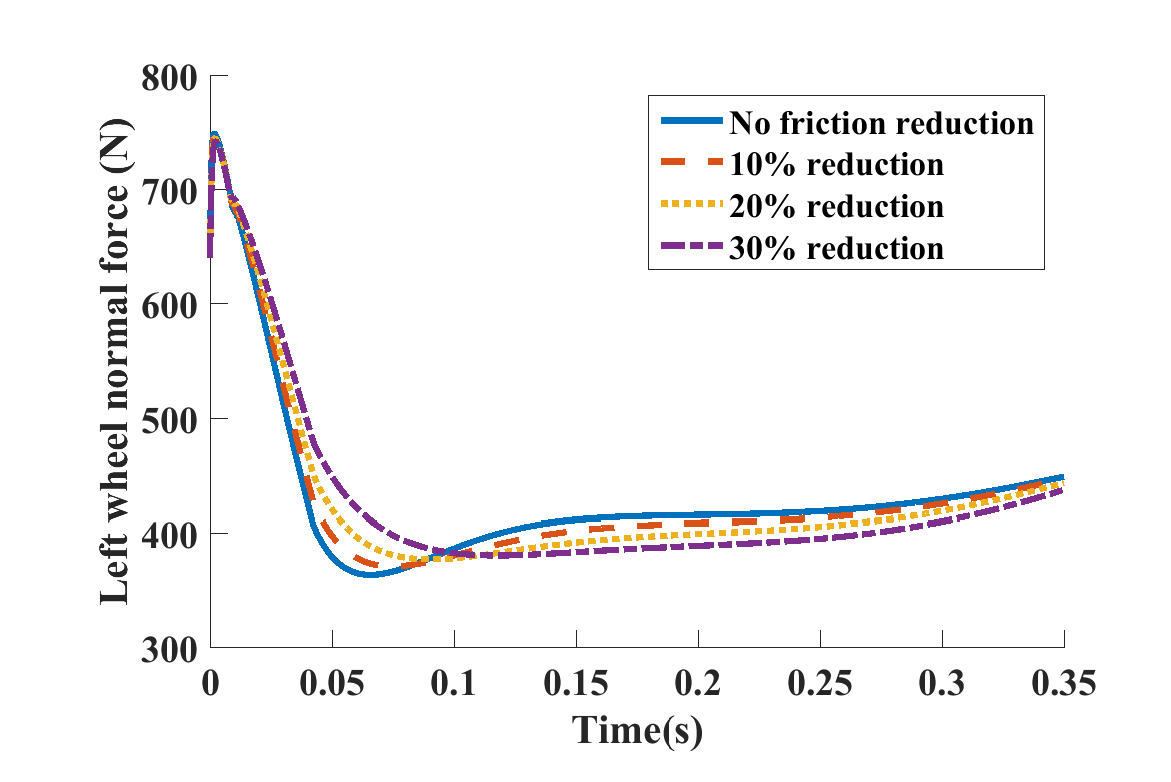 800
700
600
500
400
300
Left wheel normal force (N)
No friction reduction
10% reduction
20% reduction
30% reduction
0 0.05 0.1 0.15 0.2 0.25 0.3 0.35
Time(s)